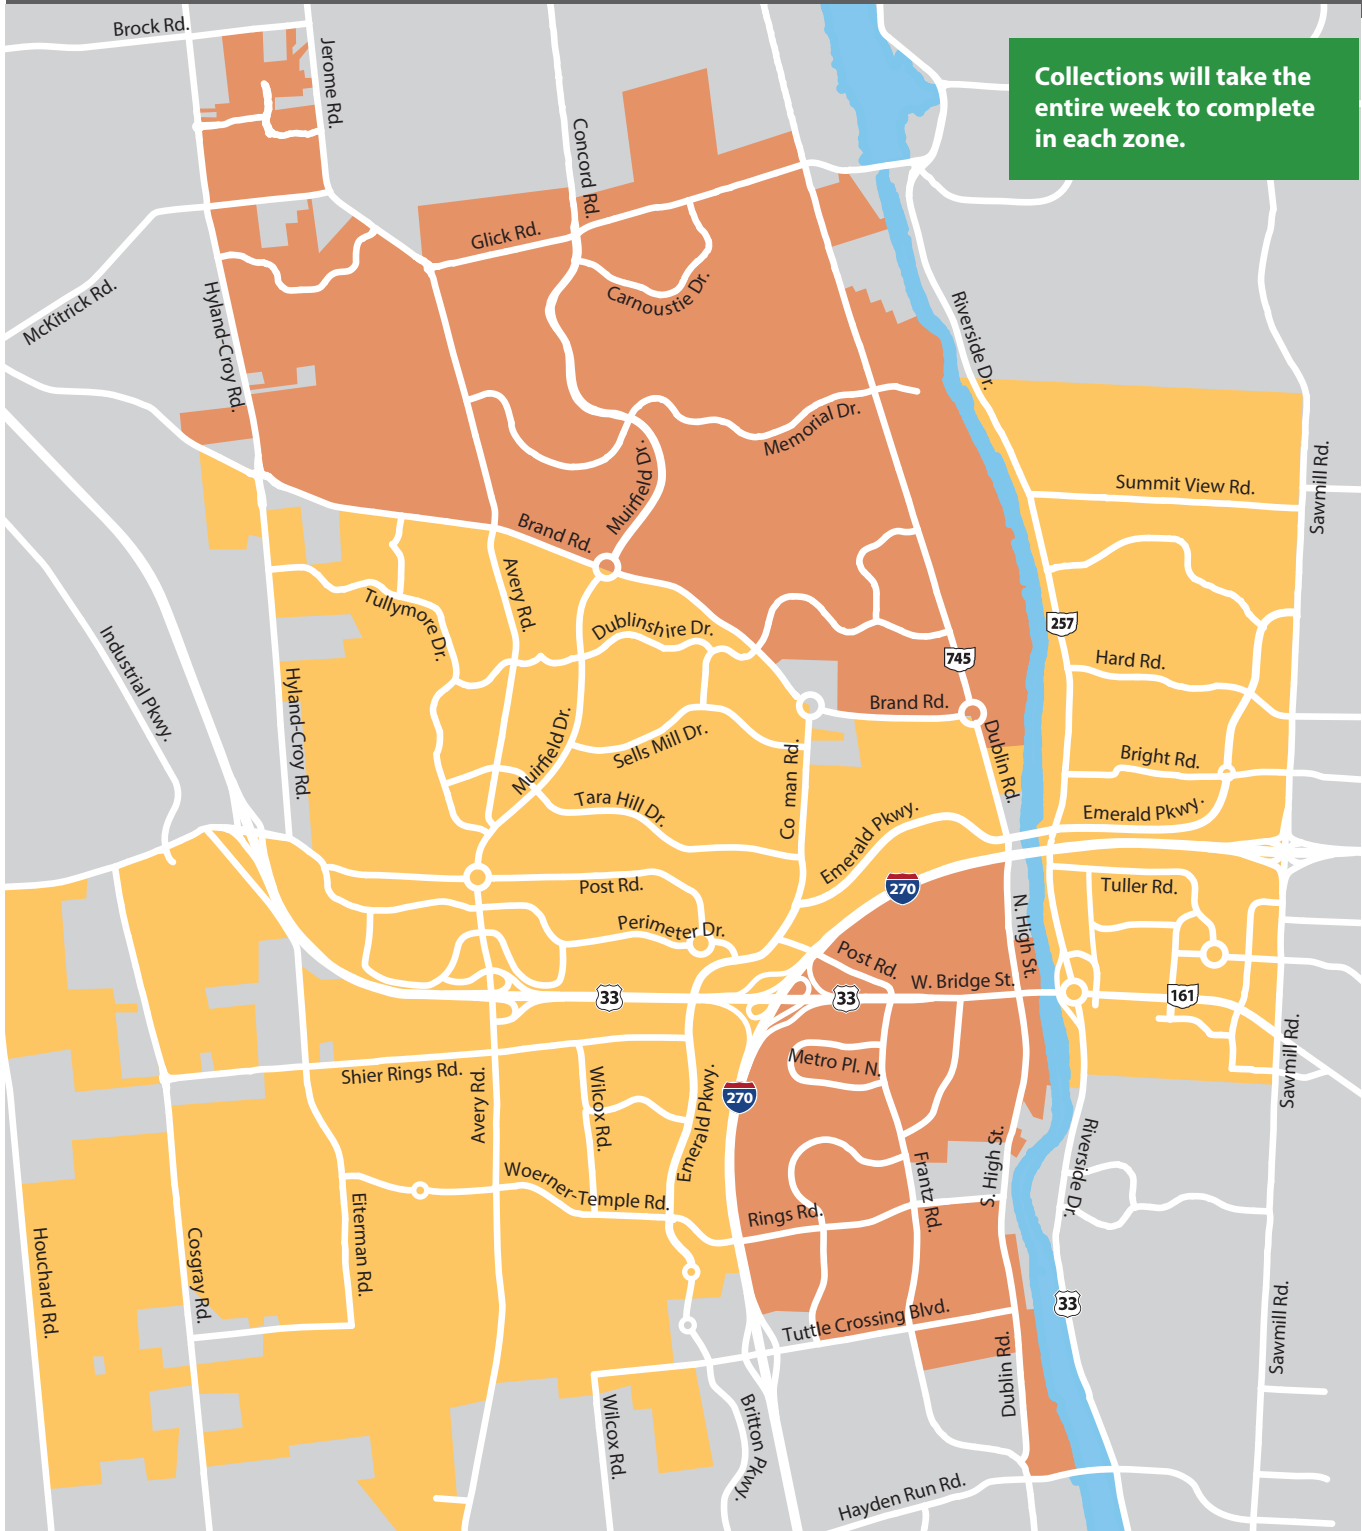 Brock Rd.
Jerome Rd.
Collections will take the
entire week to complete
in each zone.
Concord Rd.
Glick Rd.
Carnoustie Dr.
McKitrick Rd.
Hyland-Croy Rd.
Riverside Dr.
Memorial Dr.
Muirfield Dr.
Summit View Rd.
Sawmill Rd.
Brand Rd.
Avery Rd.
Tullymore Dr.
Dublinshire Dr.
257
745
Hard Rd.
Industrial Pkwy.
Hyland-Croy Rd.
Brand Rd.
Dublin Rd.
Muirfield Dr.
Sells Mill Dr.
Bright Rd.
Co man Rd.
Tara Hill Dr.
Emerald Pkwy.
Emerald Pkwy.
Post Rd.
270
Tuller Rd.
Perimeter Dr.
N. High St.
Post Rd.
W. Bridge St.
33
33
161
Metro Pl. N.
Shier Rings Rd.
Avery Rd.
Wilcox Rd.
Emerald Pkwy.
270
Sawmill Rd.
Woerner-Temple Rd.
Frantz Rd.
S. High St.
Riverside Dr.
Rings Rd.
Eiterman Rd.
Cosgray Rd.
Houchard Rd.
33
Tuttle Crossing Blvd.
Dublin Rd.
Sawmill Rd.
Wilcox Rd.
Britton Pkwy.
Hayden Run Rd.